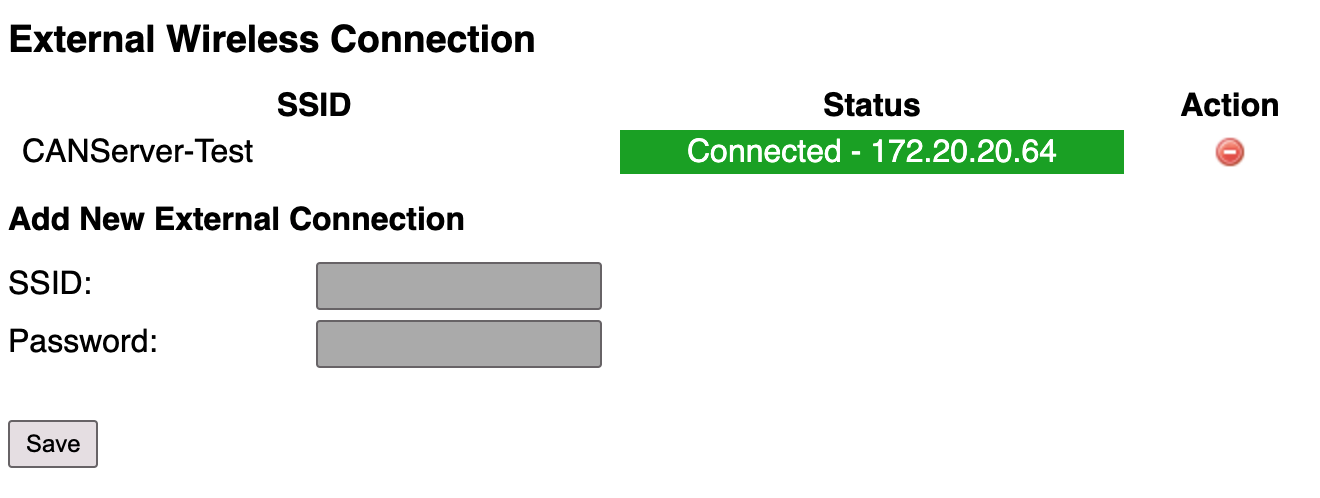 External Wireless Connection
SSID Status Action
CANServer-Test Connected - 172.20.20.64
Add New External Connection
SSID:
Password:
Save